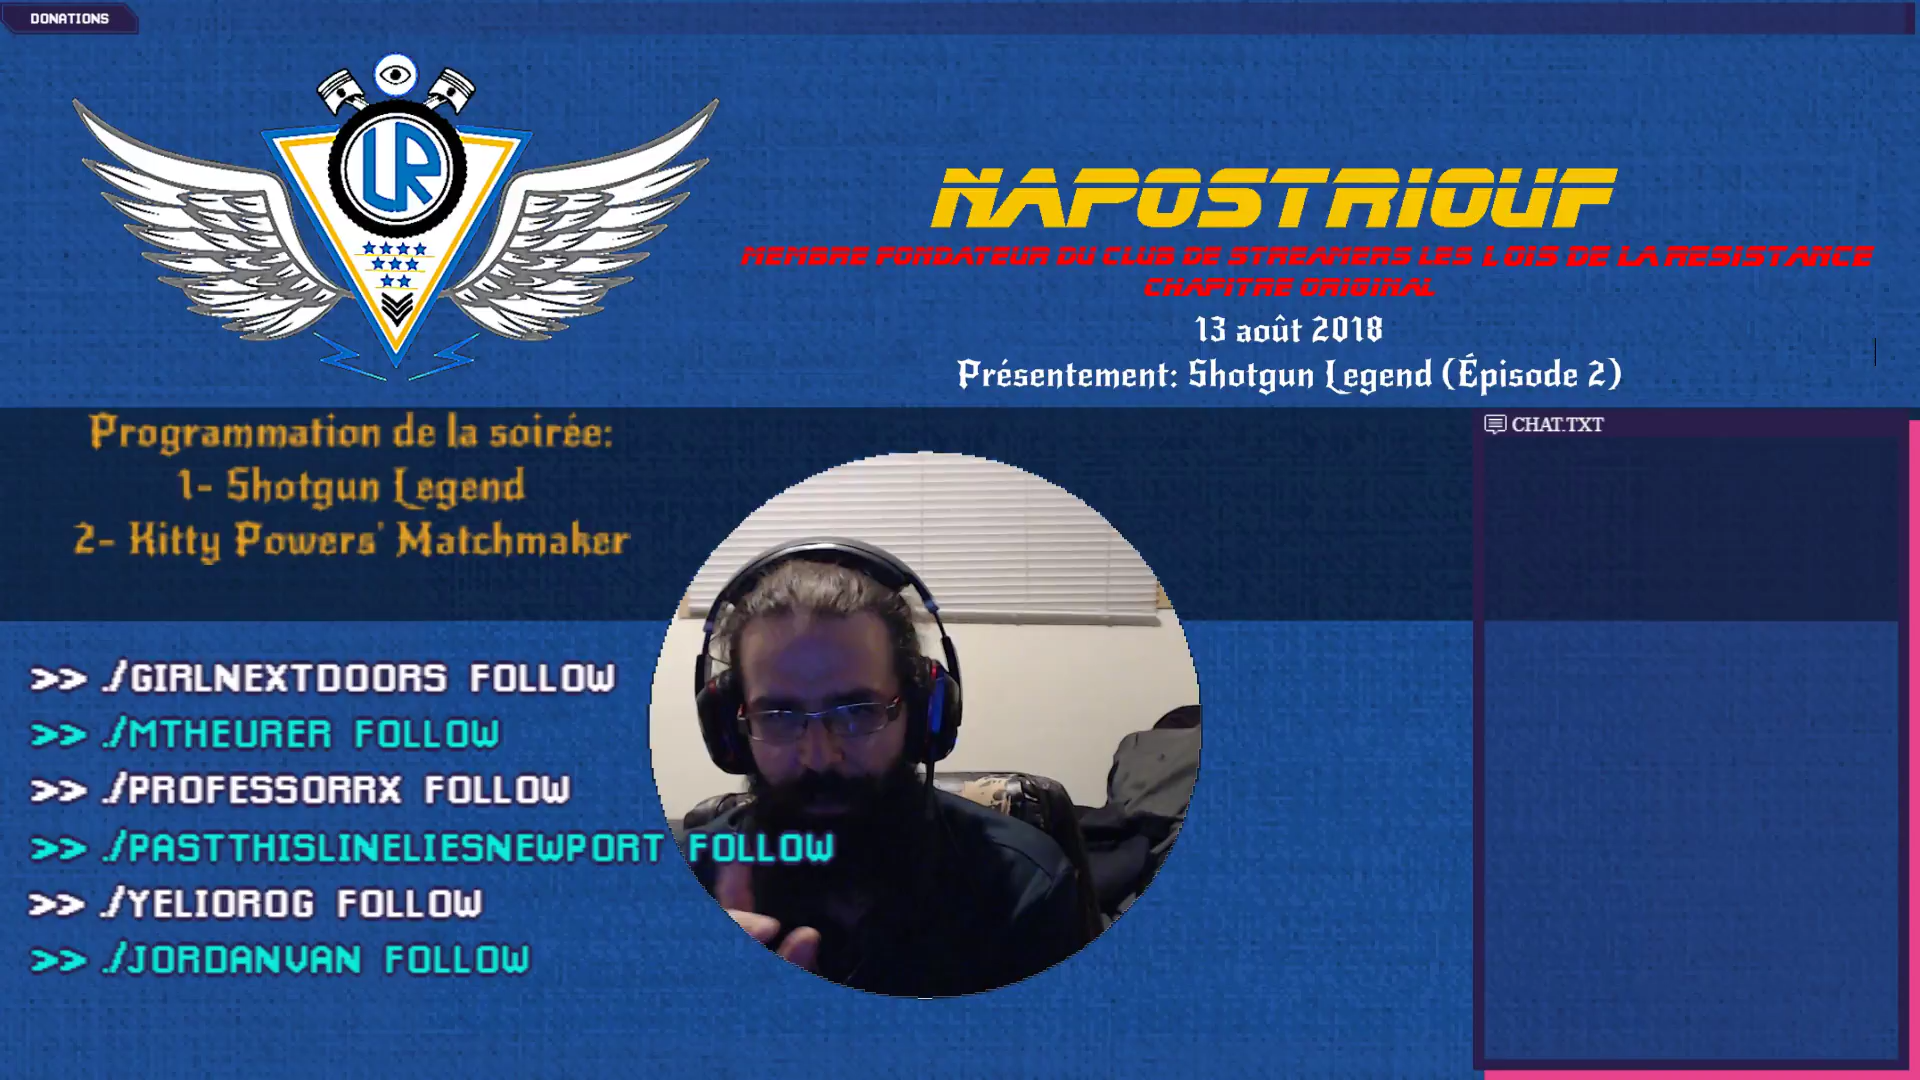 DONATIONS
LR
NAPOSTRIOUF
MEMBRE FONDATEUR DU CLUB DE STREAMERS LES LOIS DE LA RESISTANCE
CHAPITRE ORIGINAL
13 août 2018
Présentement: Shotgun Legend (Épisode 2)
Programmation de la soirée:
1- Shotgun Legend
2- Kitty Powers' Matchmaker
CHAT.TXT
>> ./GIRLNEXTDOORS FOLLOW
>> ./MTHEURER FOLLOW
>> ./PROFESSORRX FOLLOW
>> ./PASTTHISLINELIESNEWPORT FOLLOW
>> ./YELIOROG FOLLOW
>> ./JORDANVAN FOLLOW